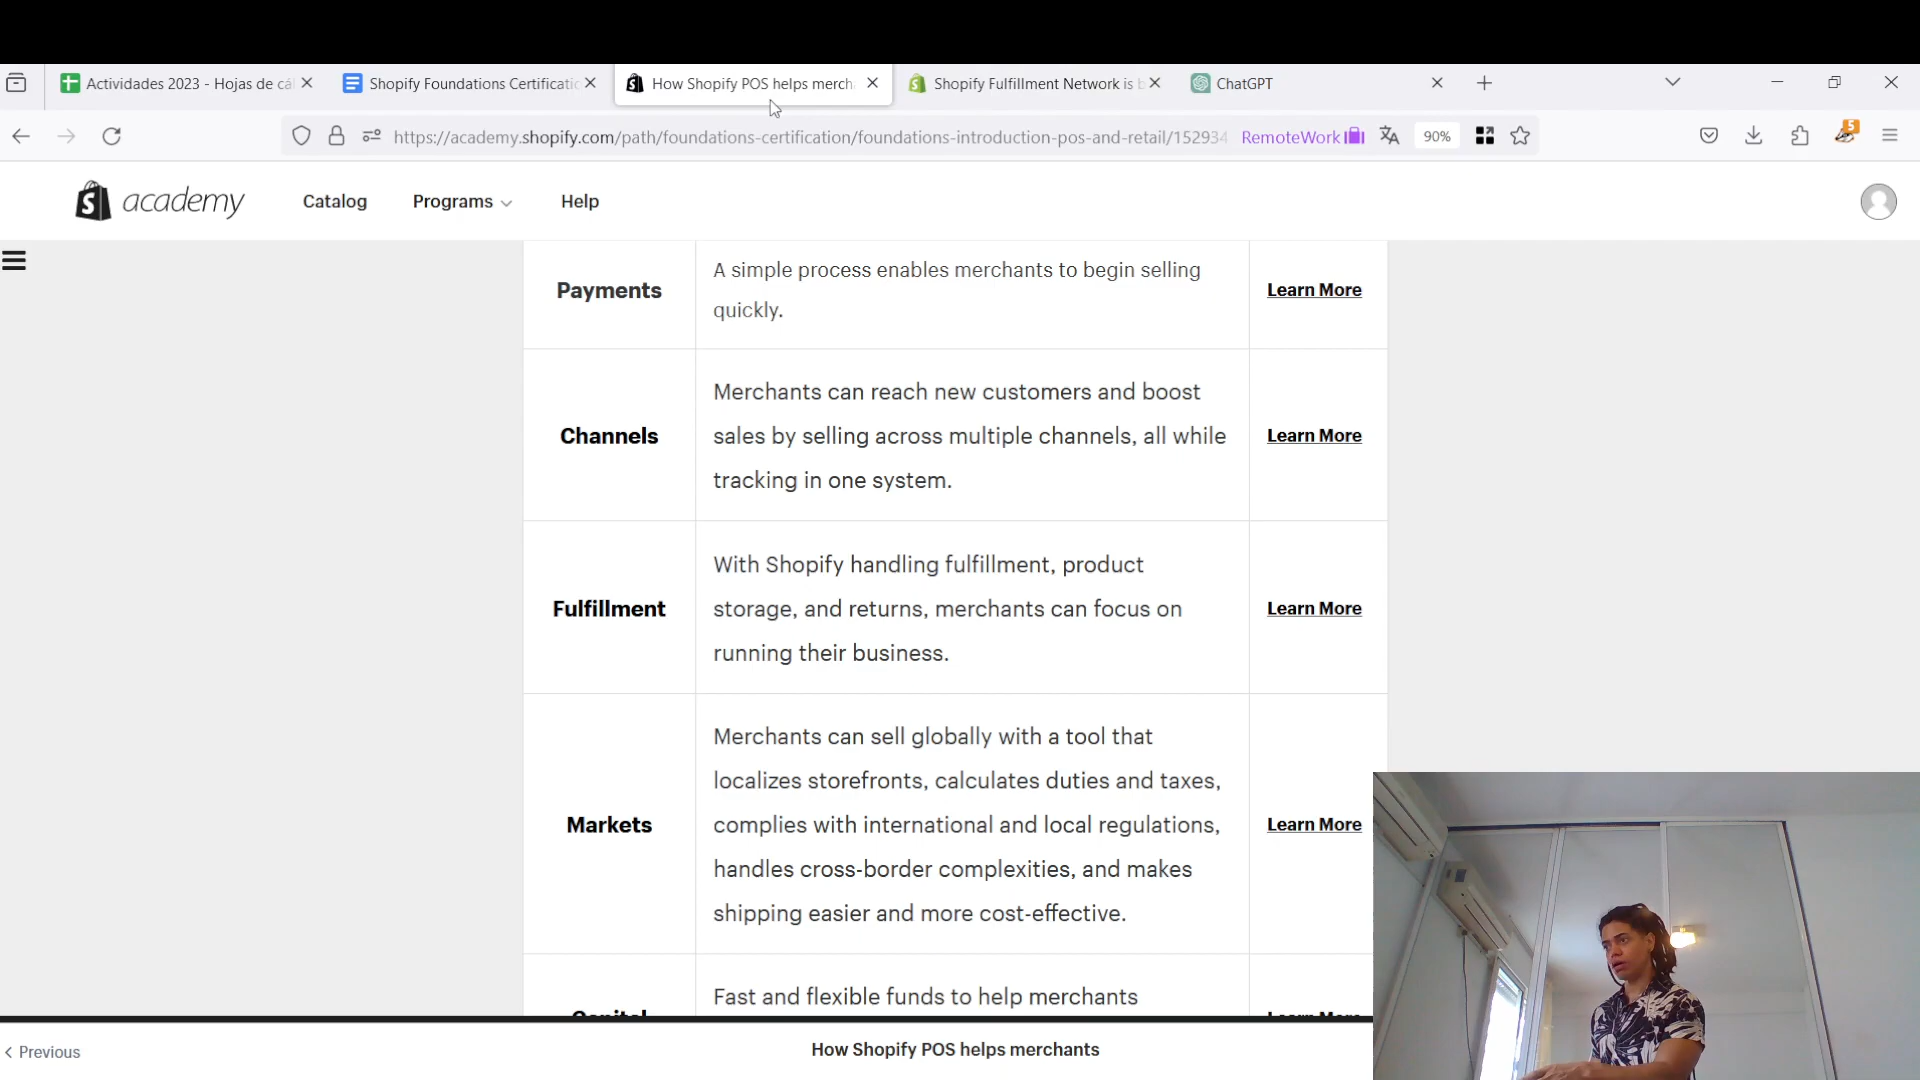 Actividades 2023 - Hojas de cá
Shopify Foundations Certificatic
How Shopify POS helps merch
Shopify Fulfillment Network is b
ChatGPT
https://academy.shopify.com/path/foundations-certification/foundations-introduction-pos-and-retail/152934
RemoteWork
90%
5
academy
Catalog
Programs
Help
Payments
A simple process enables merchants to begin selling
quickly.
Learn More
Channels
Merchants can reach new customers and boost
sales by selling across multiple channels, all while
tracking in one system.
Learn More
Fulfillment
With Shopify handling fulfillment, product
storage, and returns, merchants can focus on
running their business.
Learn More
Markets
Merchants can sell globally with a tool that
localizes storefronts, calculates duties and taxes,
complies with international and local regulations,
handles cross-border complexities, and makes
shipping easier and more cost-effective.
Learn More
Capital
Fast and flexible funds to help merchants
Learn More
Previous
How Shopify POS helps merchants